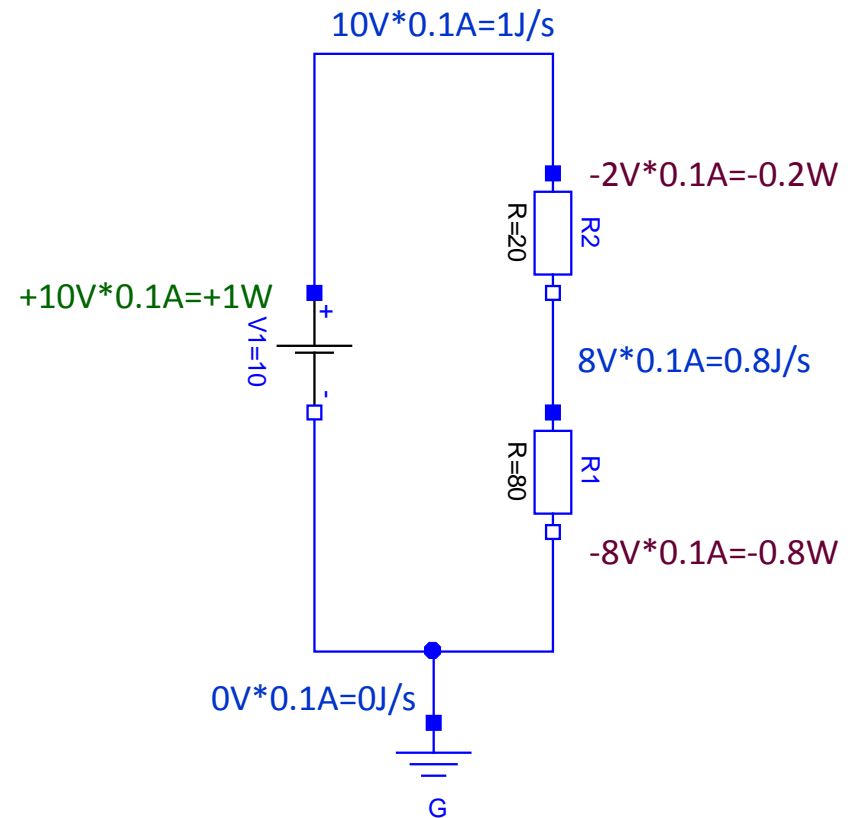 10V*0.1A=1J/s
-2V*0.1A=-0.2W
R2
R=20
+10V*0.1A=+1W
+
V1=10
-
8V*0.1A=0.8J/s
R1
R=80
-8V*0.1A=-0.8W
0V*0.1A=0J/s
G